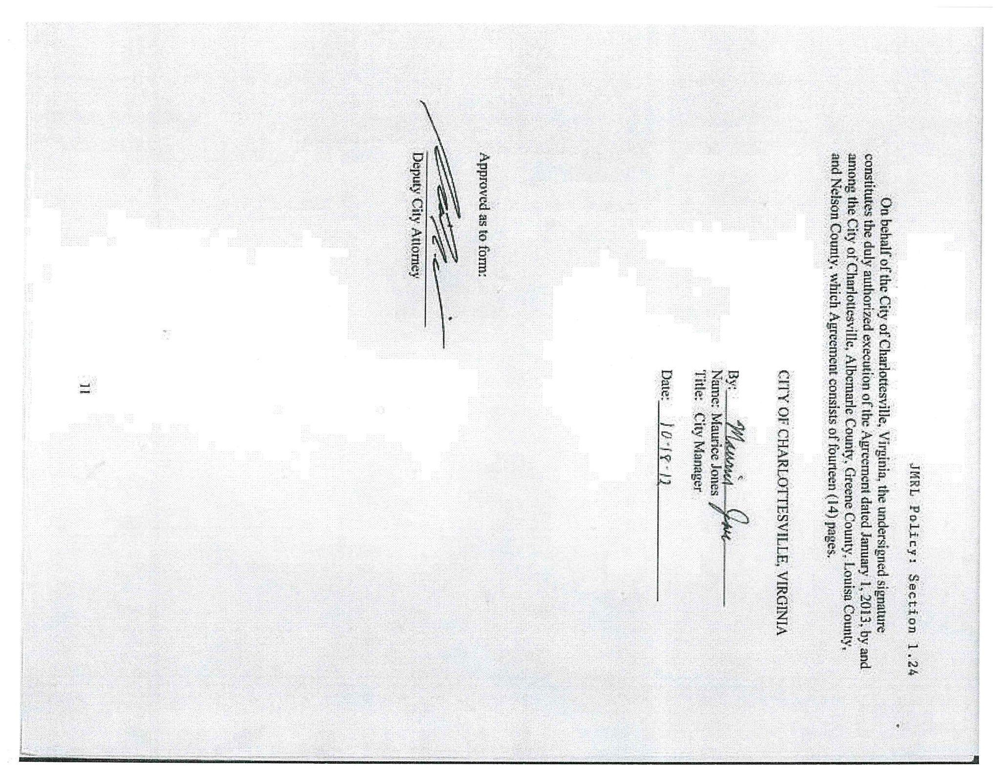 JMRL Policy: Section 1.24
On behalf of the City of Charlottesville, Virginia, the undersigned signature
constitutes the duly authorized execution of the Agreement dated January 1, 2013, by and
among the City of Charlottesville, Albemarle County, Greene County, Louisa County,
and Nelson County, which Agreement consists of fourteen (14) pages.
CITY OF CHARLOTTESVILLE, VIRGINIA
By: Maurice Jones
Name: Maurice Jones
Title: City Manager
Date: 10-18-12
Approved as to form:
Deputy City Attorney
11